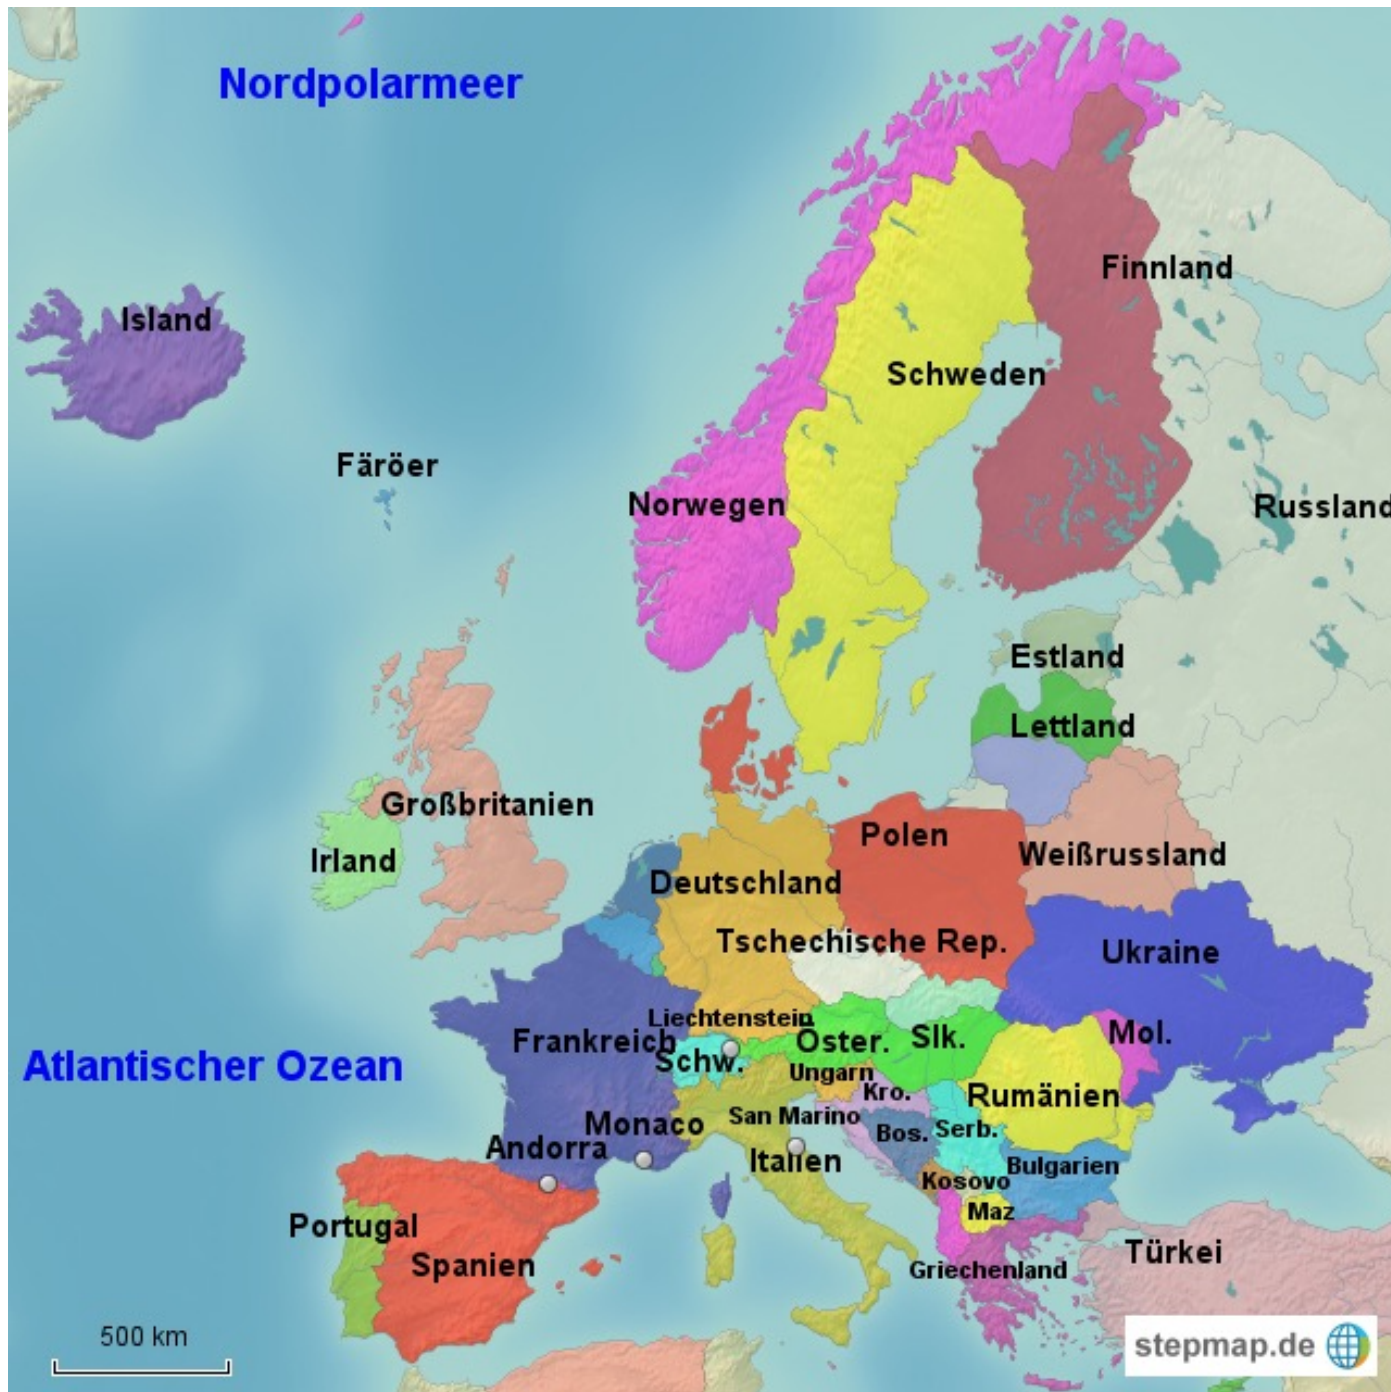 Nordpolarmeer
Finnland
Island
Schweden
Färöer
Norwegen
Russland
Estland
Lettland
Großbritanien
Polen
Weißrussland
Irland
Deutschland
Tschechische Rep.
Ukraine
Liechtenstein
Mol.
Öster.
Slk.
Frankreich
Schw.
Atlantischer Ozean
Ungarn
Kro.
Rumänien
San Marino
Monaco
Bos.
Serb.
Andorra
Italien
Bulgarien
Kosovo
Maz
Portugal
Türkei
Spanien
Griechenland
500 km
stepmap.de